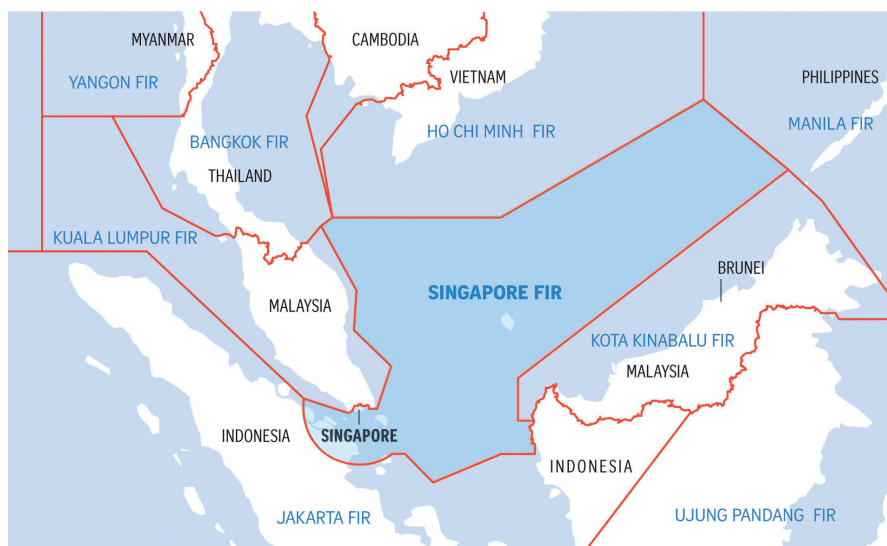 MYANMAR
CAMBODIA
VIETNAM
PHILIPPINES
YANGON FIR
HO CHI MINH FIR
MANILA FIR
BANGKOK FIR
THAILAND
KUALA LUMPUR FIR
BRUNEI
SINGAPORE FIR
MALAYSIA
KOTA KINABALU FIR
MALAYSIA
INDONESIA
SINGAPORE
INDONESIA
JAKARTA FIR
UJUNG PANDANG FIR